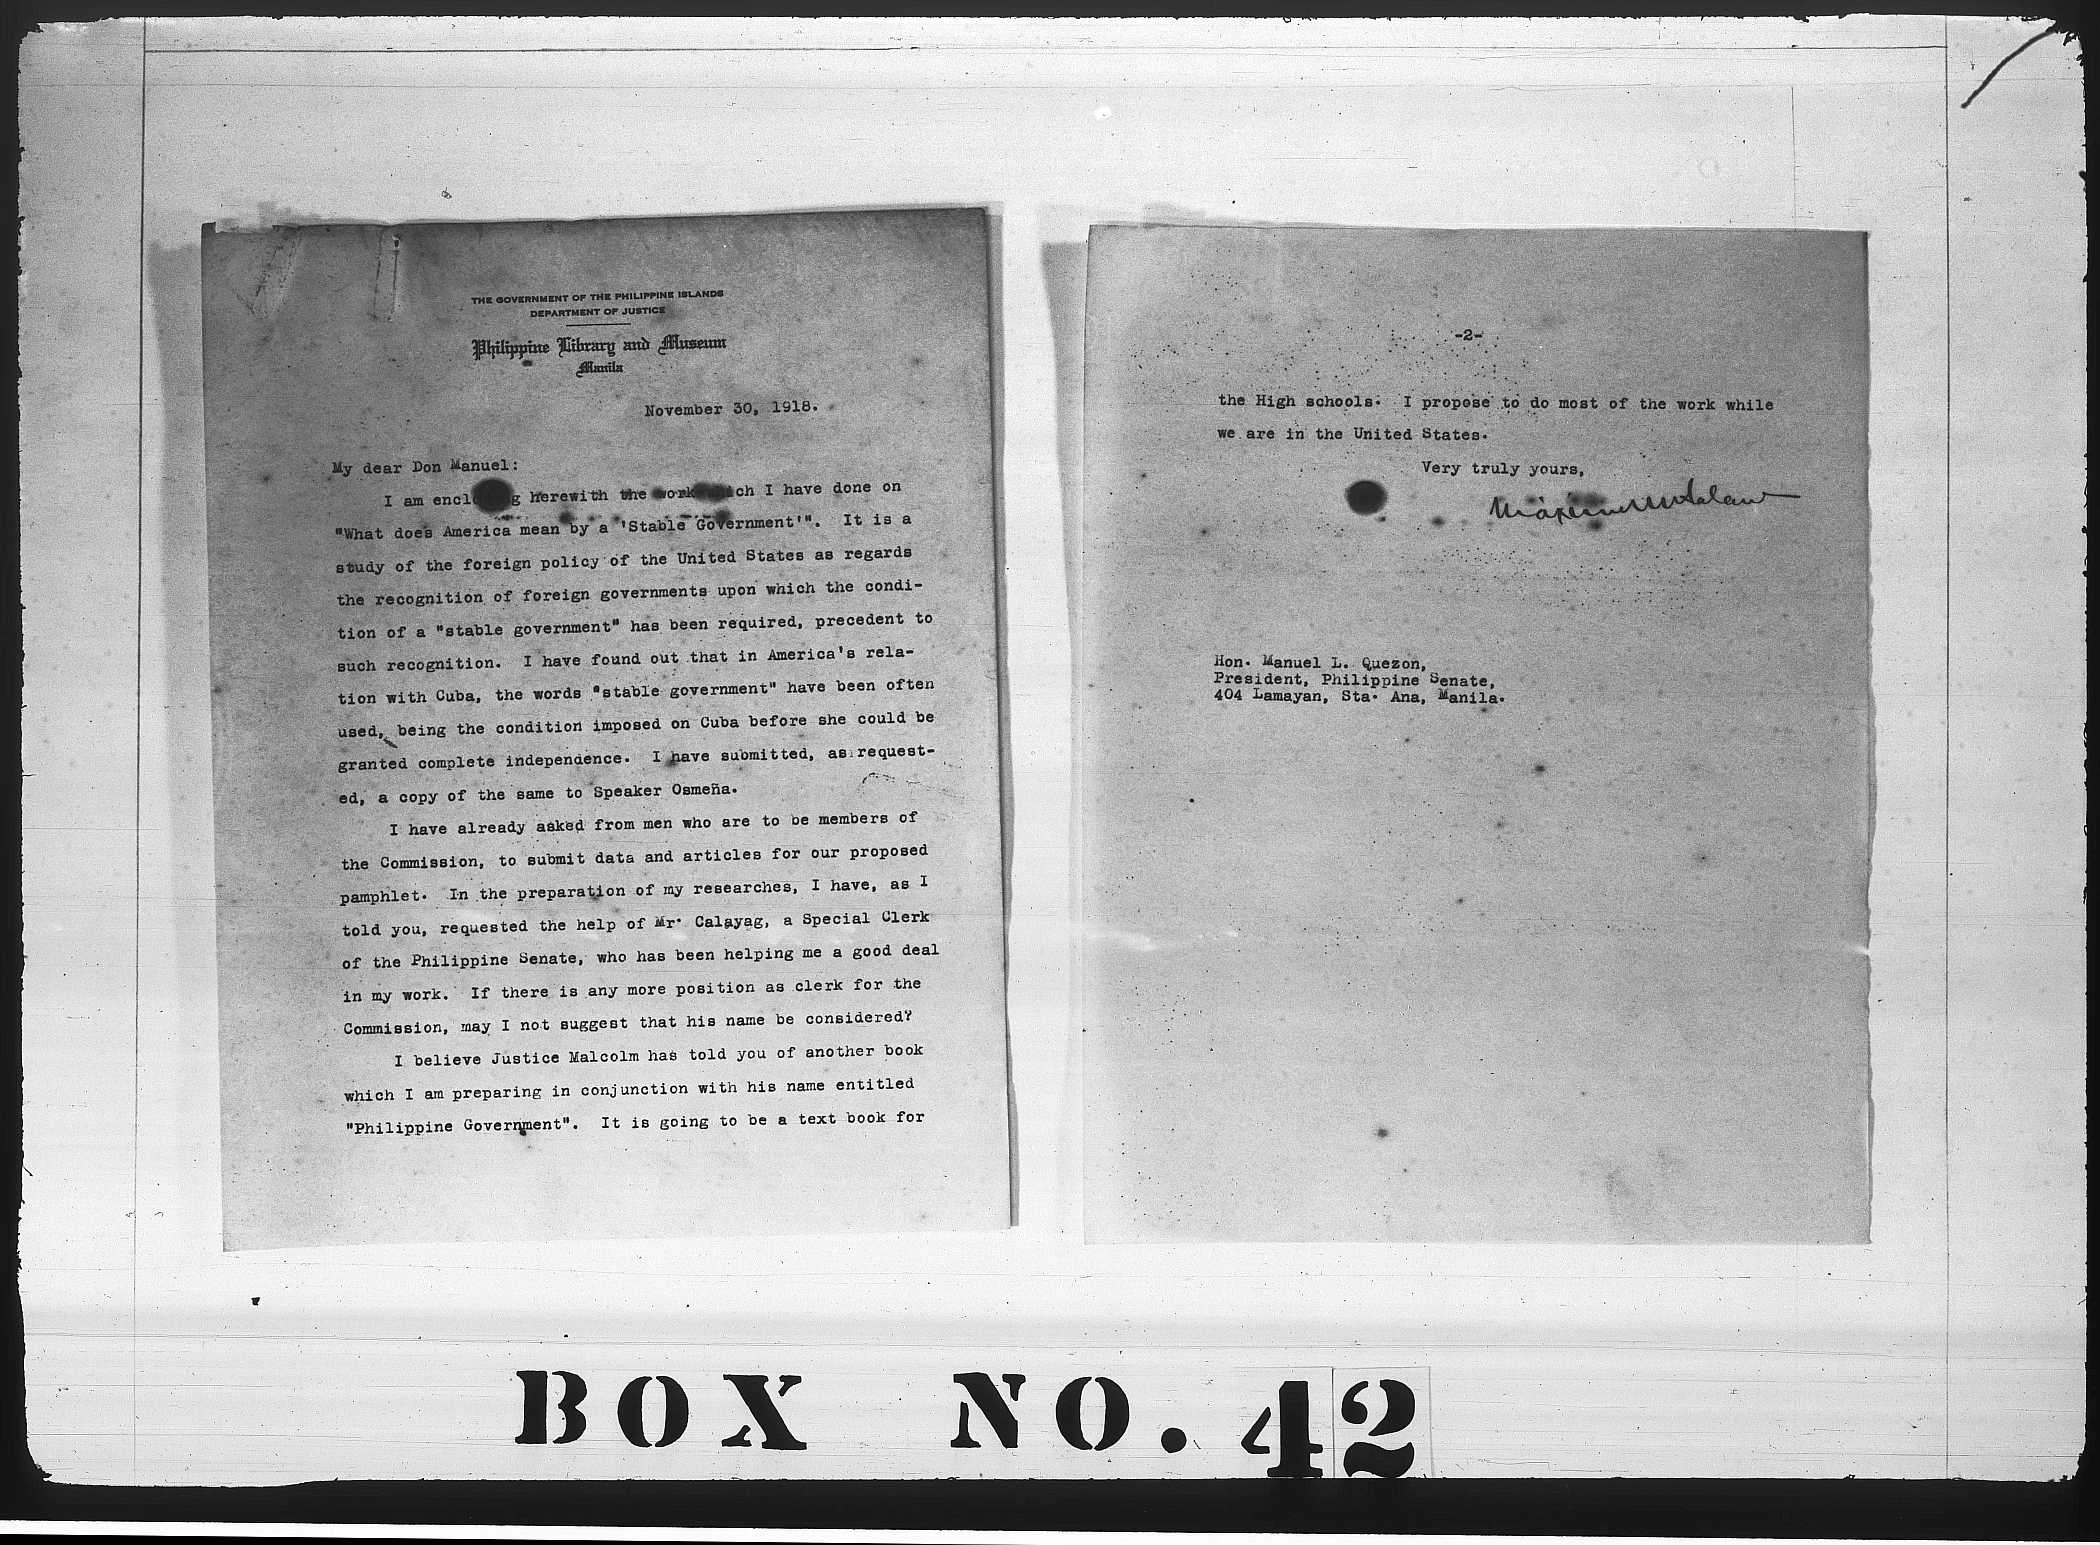 THE GOVERNMENT OF THE PHILIPPINE ISLANDS
DEPARTMENT OF JUSTICE
Philippine Library and Museum
Manila
November 30, 1918.
My dear Don Manuel:
I am enclosing herewith the work which I have done on
"What does America mean by a 'Stable Government'". It is a
study of the foreign policy of the United States as regards
the recognition of foreign governments upon which the condi-
tion of a "stable government" has been required, precedent to
such recognition. I have found out that in America's rela-
tion with Cuba, the words "stable government" have been often
used, being the condition imposed on Cuba before she could be
granted complete independence. I have submitted, as request-
ed, a copy of the same to Speaker Osmeña.
I have already asked from men who are to be members of
the Commission, to submit data and articles for our proposed
pamphlet. In the preparation of my researches, I have, as I
told you, requested the help of Mr. Calayag, a Special Clerk
of the Philippine Senate, who has been helping me a good deal
in my work. If there is any more position as clerk for the
Commission, may I not suggest that his name be considered?
I believe Justice Malcolm has told you of another book
which I am preparing in conjunction with his name entitled
"Philippine Government". It is going to be a text book for
-2-
the High schools. I propose to do most of the work while
we are in the United States.
Very truly yours,
Maximo M Kalaw
Hon. Manuel L. Quezon,
President, Philippine Senate,
404 Lamayan, Sta. Ana, Manila.
BOX NO. 42